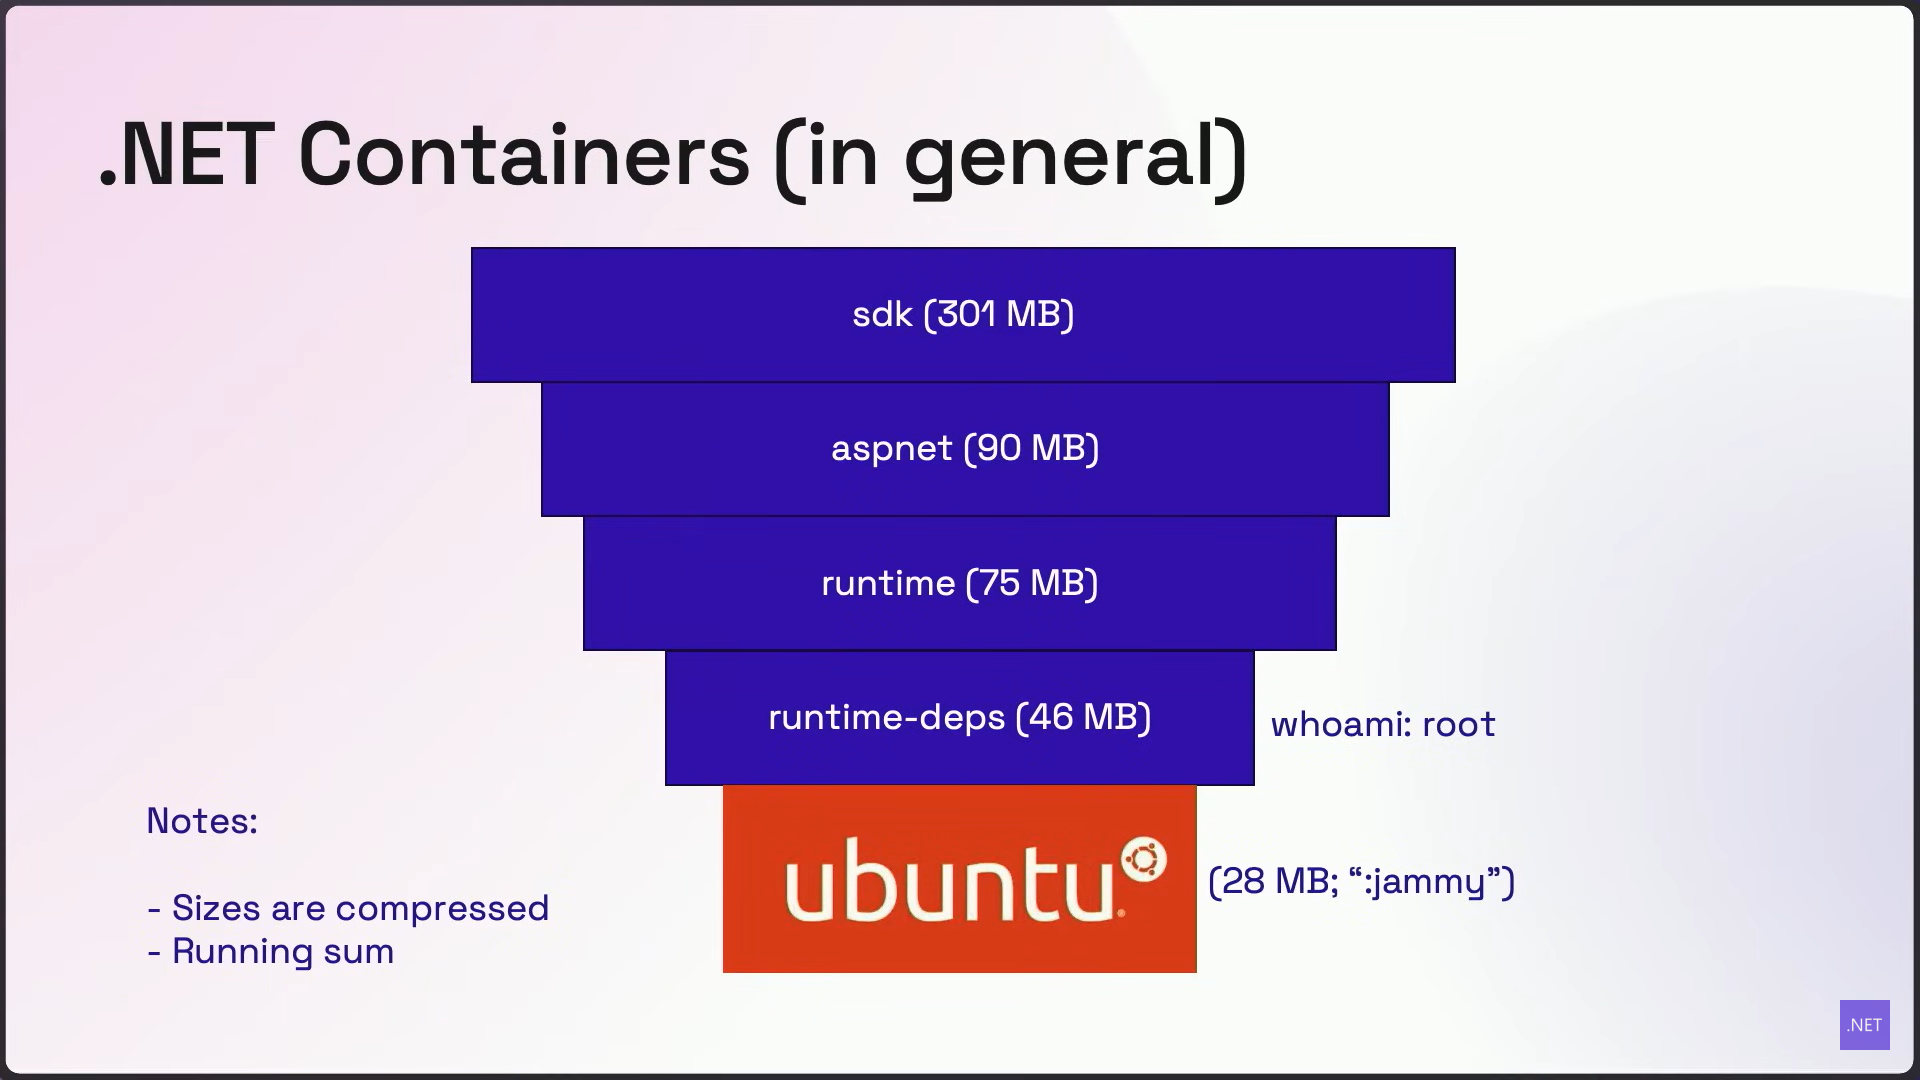 .NET Containers (in general)
sdk (301 MB)
aspnet (90 MB)
runtime (75 MB)
runtime-deps (46 MB)
whoami: root
ubuntu
(28 MB; “:jammy”)
Notes:
- Sizes are compressed
- Running sum
.NET